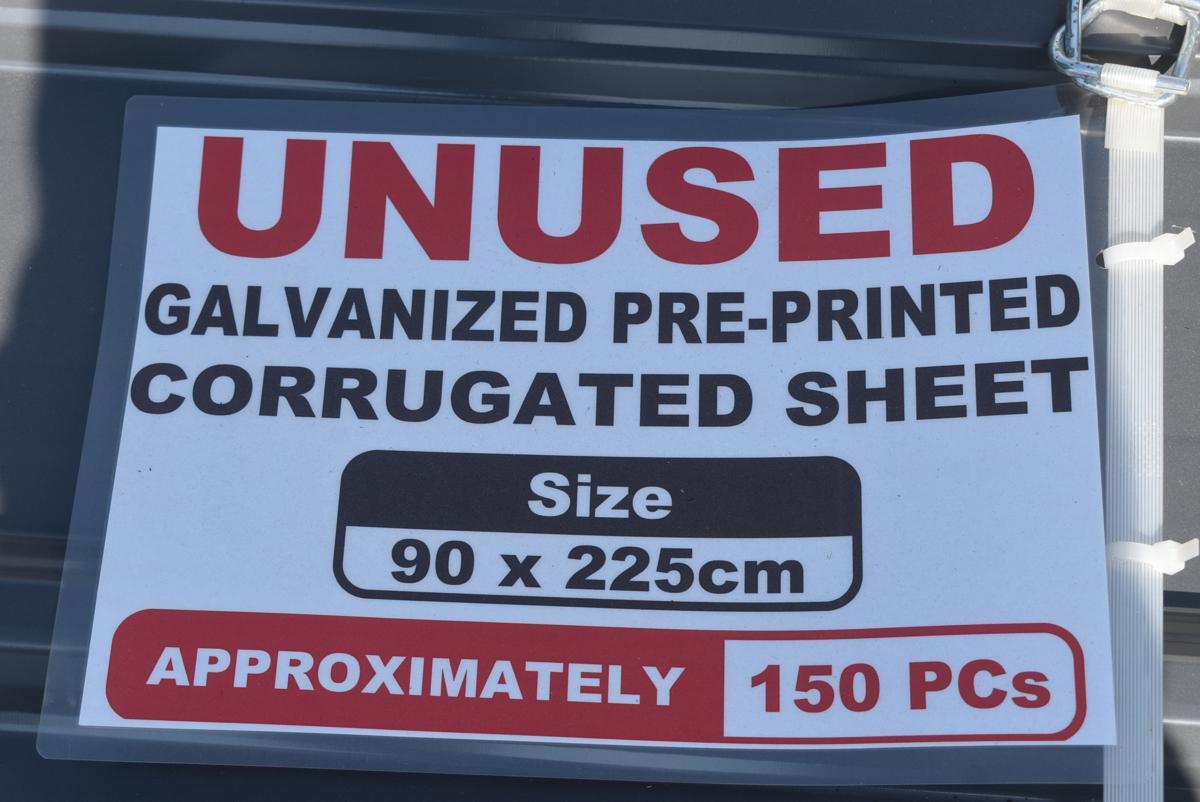 UNUSED
GALVANIZED PRE-PRINTED
CORRUGATED SHEET
Size
90 x 225cm
APPROXIMATELY 150 PCs